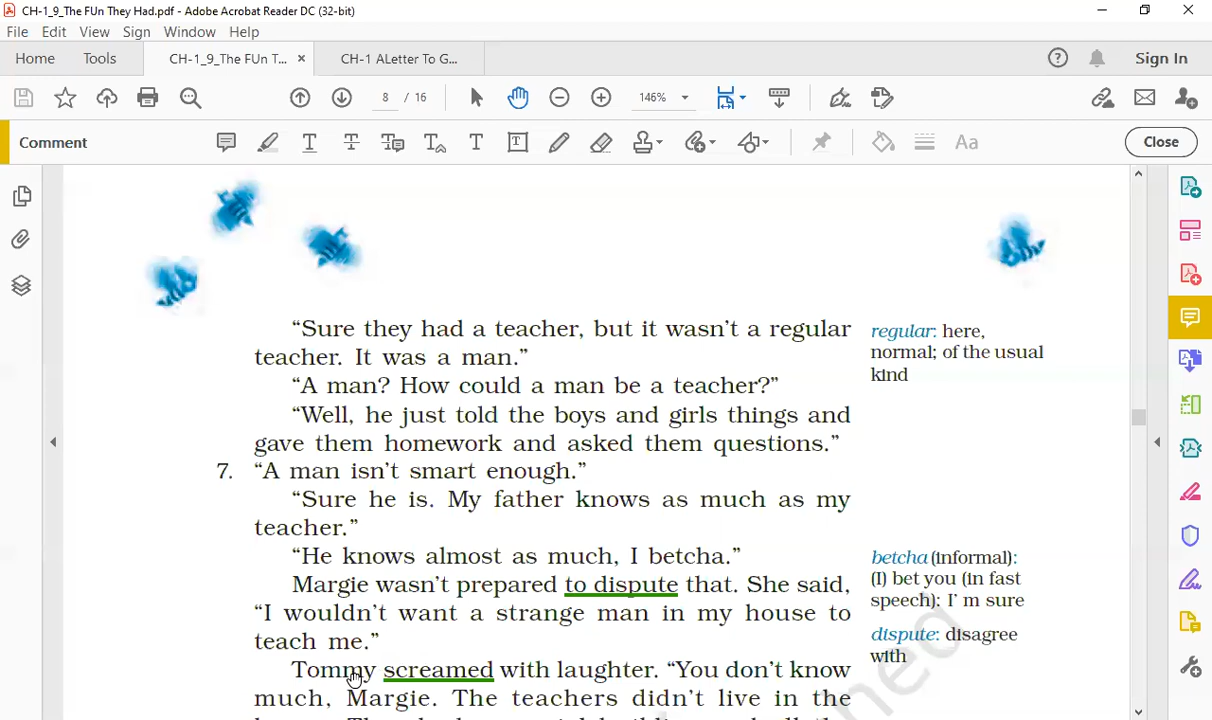 CH-1_9_The FUn They Had.pdf - Adobe Acrobat Reader DC (32-bit)
File Edit View Sign Window Help
Home Tools CH-1_9_The FUn T... × CH-1 ALetter To G... Sign In
8 / 16 146%
Comment Close
“Sure they had a teacher, but it wasn’t a regular
teacher. It was a man.”
“A man? How could a man be a teacher?”
“Well, he just told the boys and girls things and
gave them homework and asked them questions.”
7. “A man isn’t smart enough.”
“Sure he is. My father knows as much as my
teacher.”
“He knows almost as much, I betcha.”
Margie wasn’t prepared to dispute that. She said,
“I wouldn’t want a strange man in my house to
teach me.”
Tommy screamed with laughter. “You don’t know
much, Margie. The teachers didn’t live in the
regular: here,
normal; of the usual
kind
betcha (informal):
(I) bet you (in fast
speech): I’ m sure
dispute: disagree
with